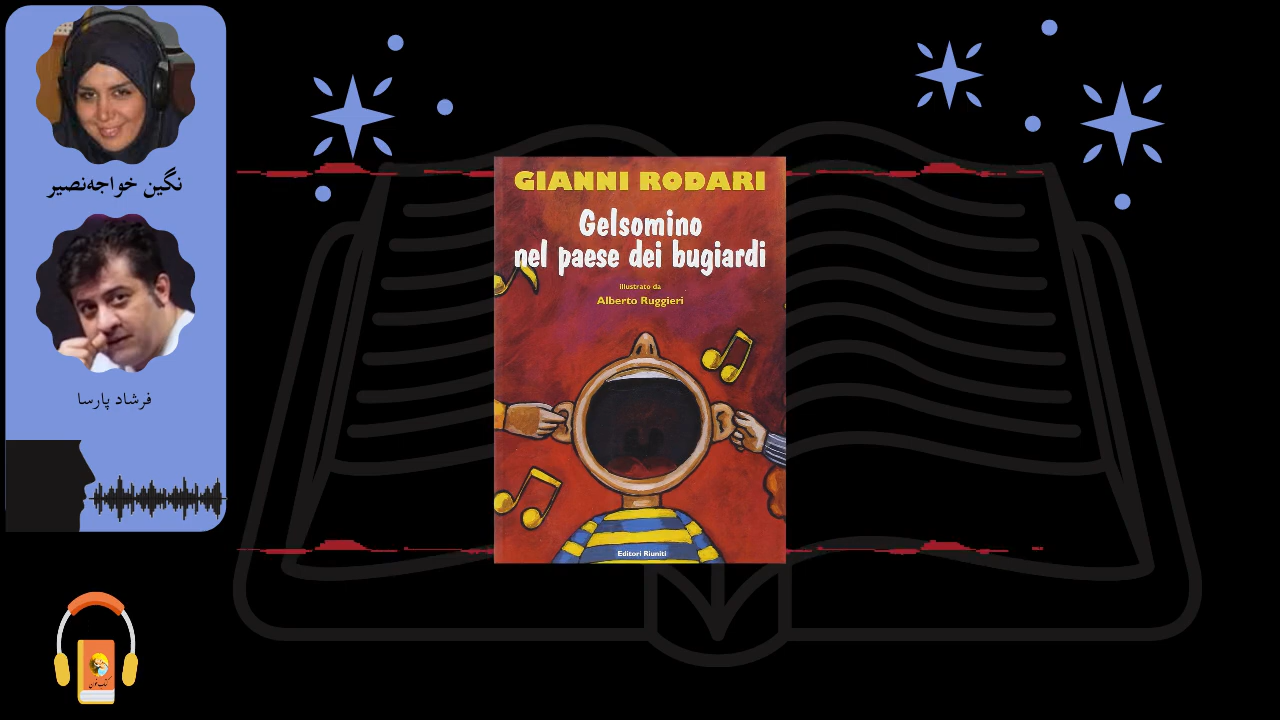 نگین خواجه‌نصیر
فرشاد پارسا
GIANNI RODARI
Gelsomino
nel paese dei bugiardi
Illustrato da
Alberto Ruggieri
Editori Riuniti